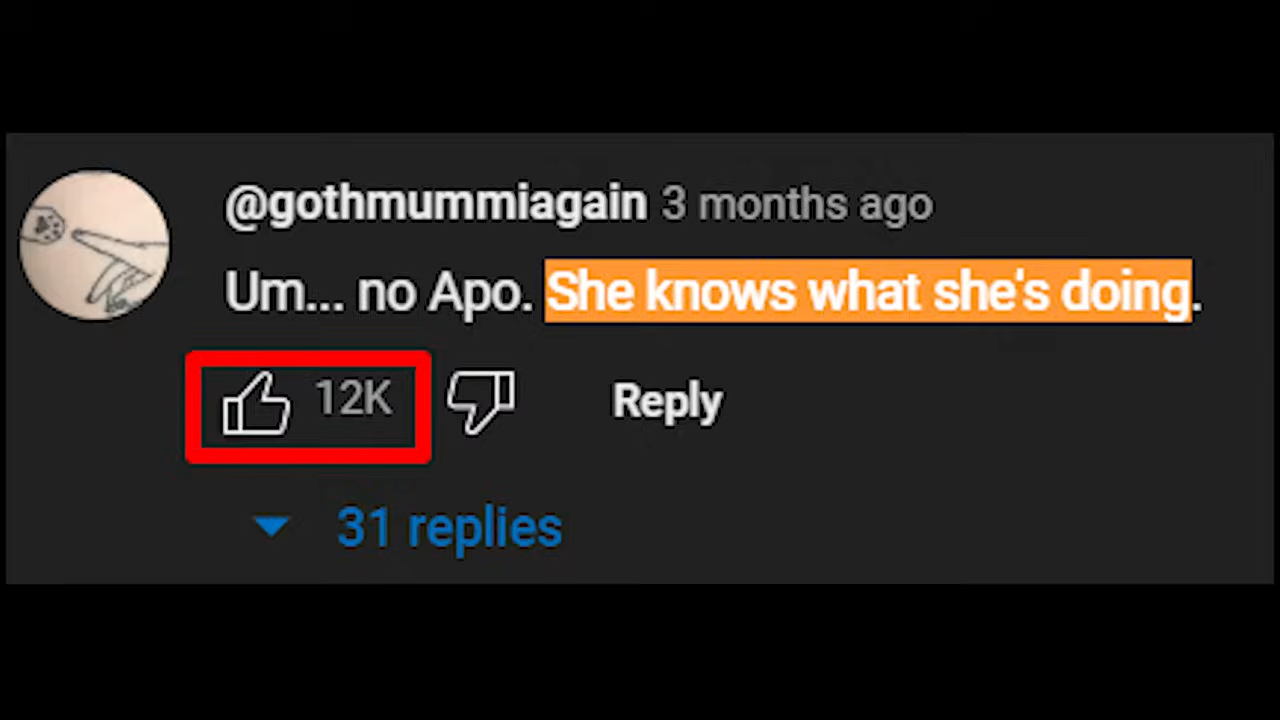 @gothmummiagain 3 months ago
Um... no Apo. She knows what she's doing.
12K Reply
31 replies